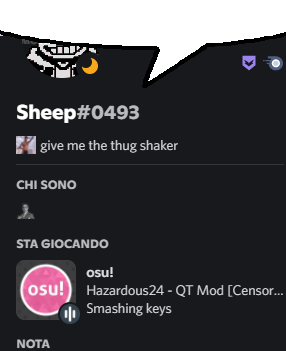 Sheep#0493
give me the thug shaker
CHI SONO
STA GIOCANDO
osu!
osu!
Hazardous24 - QT Mod [Censor...
Smashing keys
NOTA